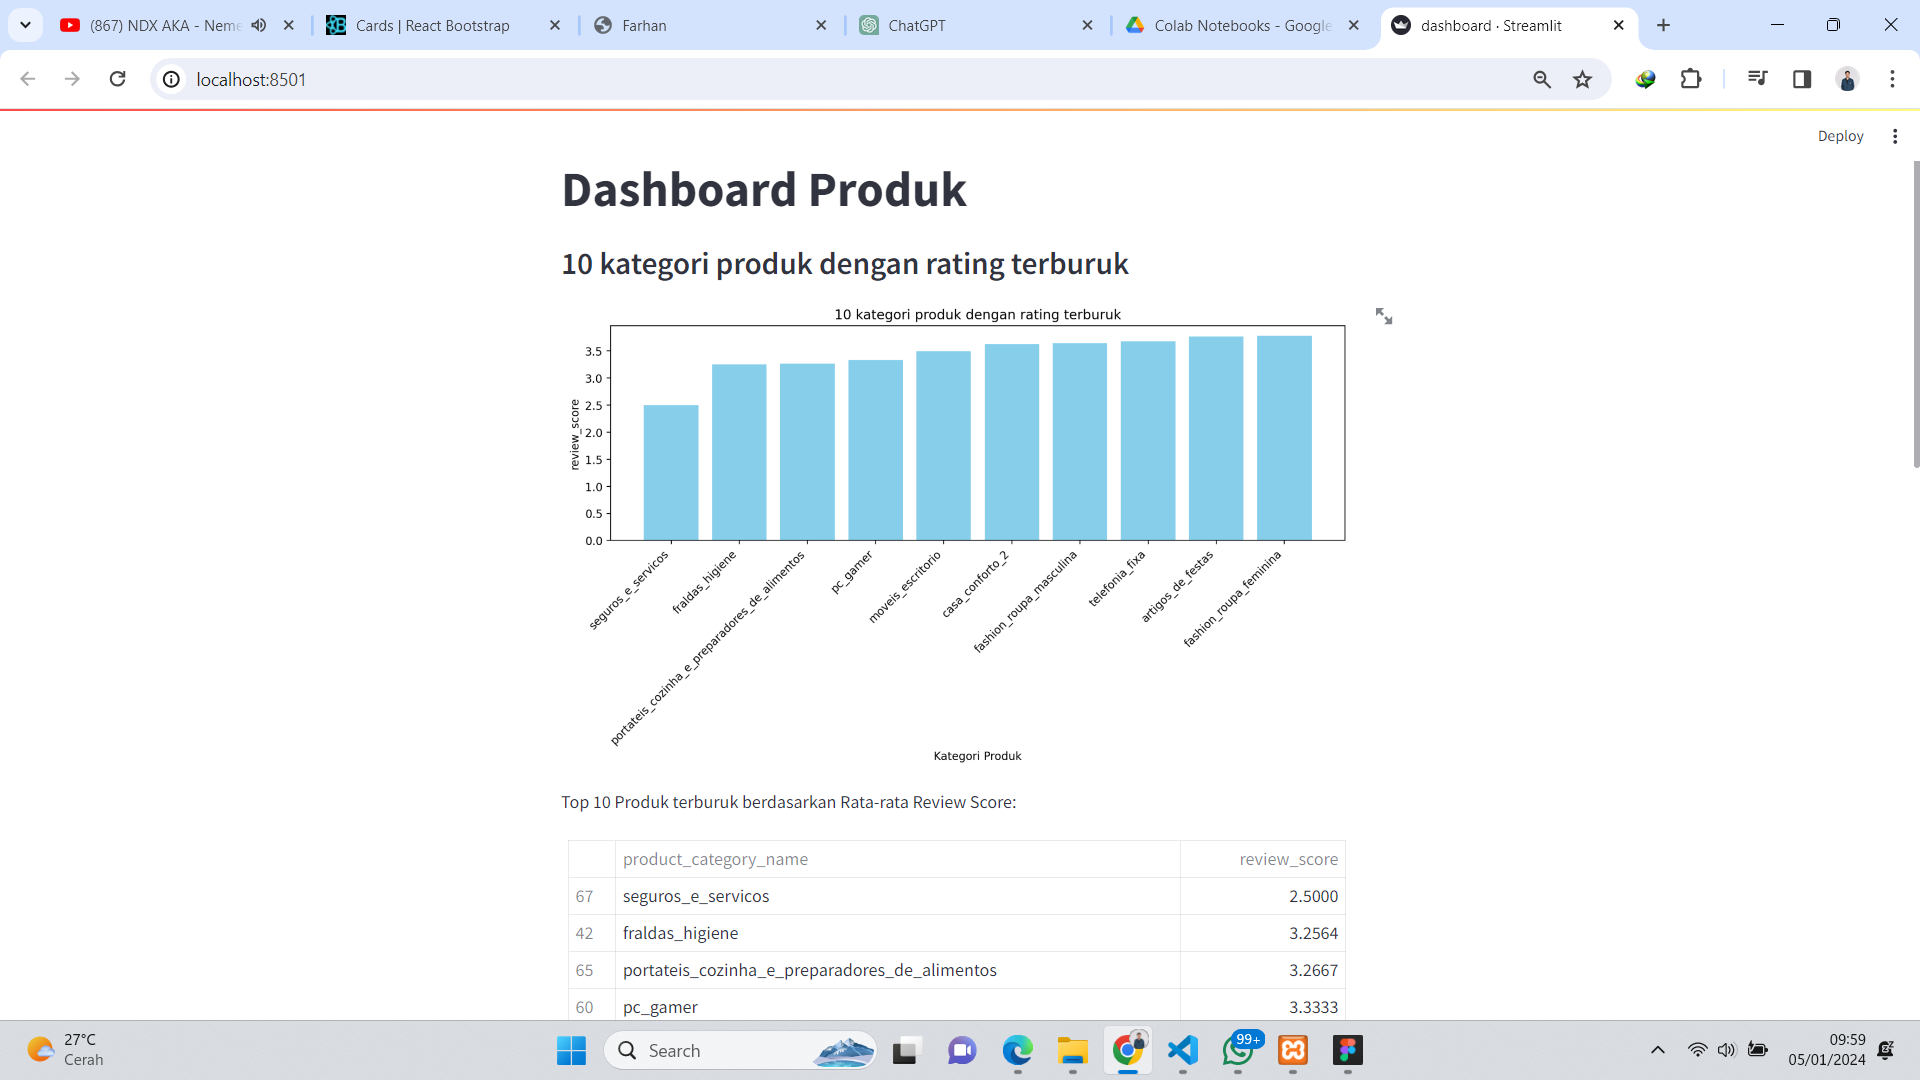 (867) NDX AKA - Neme
Cards | React Bootstrap
Farhan
ChatGPT
Colab Notebooks - Google
dashboard · Streamlit
localhost:8501
Deploy
Dashboard Produk
10 kategori produk dengan rating terburuk
10 kategori produk dengan rating terburuk
review_score
3.5
3.0
2.5
2.0
1.5
1.0
0.5
0.0
seguros_e_servicos
fraldas_higiene
portateis_cozinha_e_preparadores_de_alimentos
pc_gamer
moveis_escritorio
casa_conforto_2
fashion_roupa_masculina
telefonia_fixa
artigos_de_festas
fashion_roupa_feminina
Kategori Produk
Top 10 Produk terburuk berdasarkan Rata-rata Review Score:
product_category_name review_score
67 seguros_e_servicos 2.5000
42 fraldas_higiene 3.2564
65 portateis_cozinha_e_preparadores_de_alimentos 3.2667
60 pc_gamer 3.3333
27°C
Cerah
Search
99+
09:59
05/01/2024